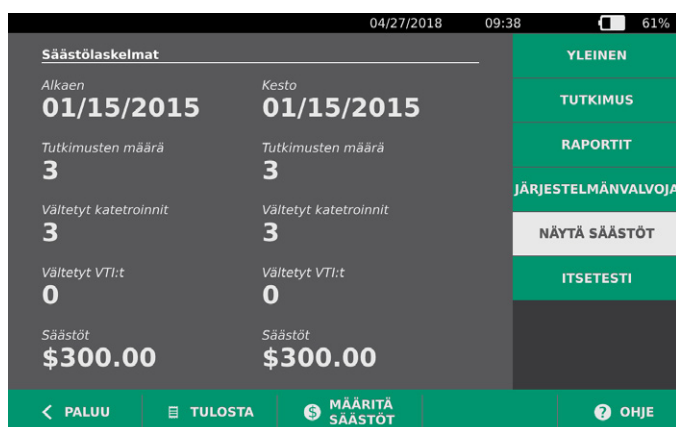 04/27/2018 09:38 61%
Säästölaskelmat
Alkaen
01/15/2015
Kesto
01/15/2015
Tutkimusten määrä
3
Tutkimusten määrä
3
Vältetyt katetroinnit
3
Vältetyt katetroinnit
3
Vältetyt VTI:t
0
Vältetyt VTI:t
0
Säästöt
$300.00
Säästöt
$300.00
YLEINEN
TUTKIMUS
RAPORTIT
JÄRJESTELMÄNVALVOJA
NÄYTÄ SÄÄSTÖT
ITSETESTI
PALUU
TULOSTA
MÄÄRITÄ
SÄÄSTÖT
OHJE